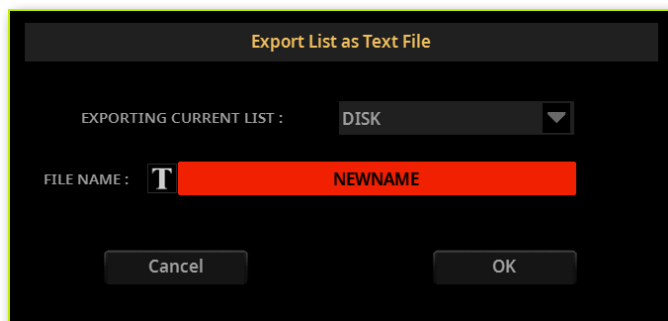 Export List as Text File
EXPORTING CURRENT LIST : DISK
FILE NAME : T NEWNAME
Cancel OK